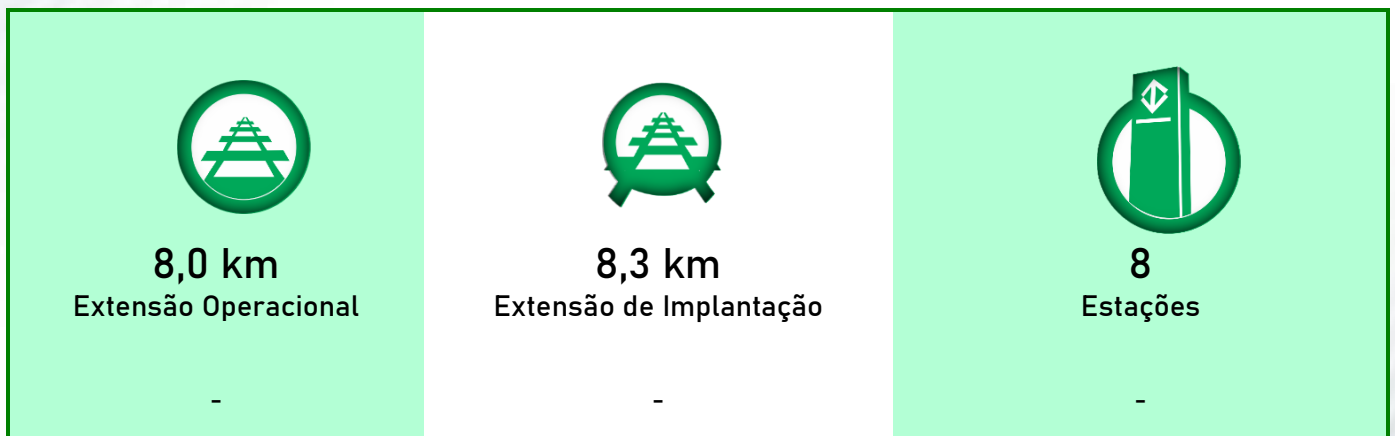 8,0 km
Extensão Operacional
-
8,3 km
Extensão de Implantação
-
8
Estações
-